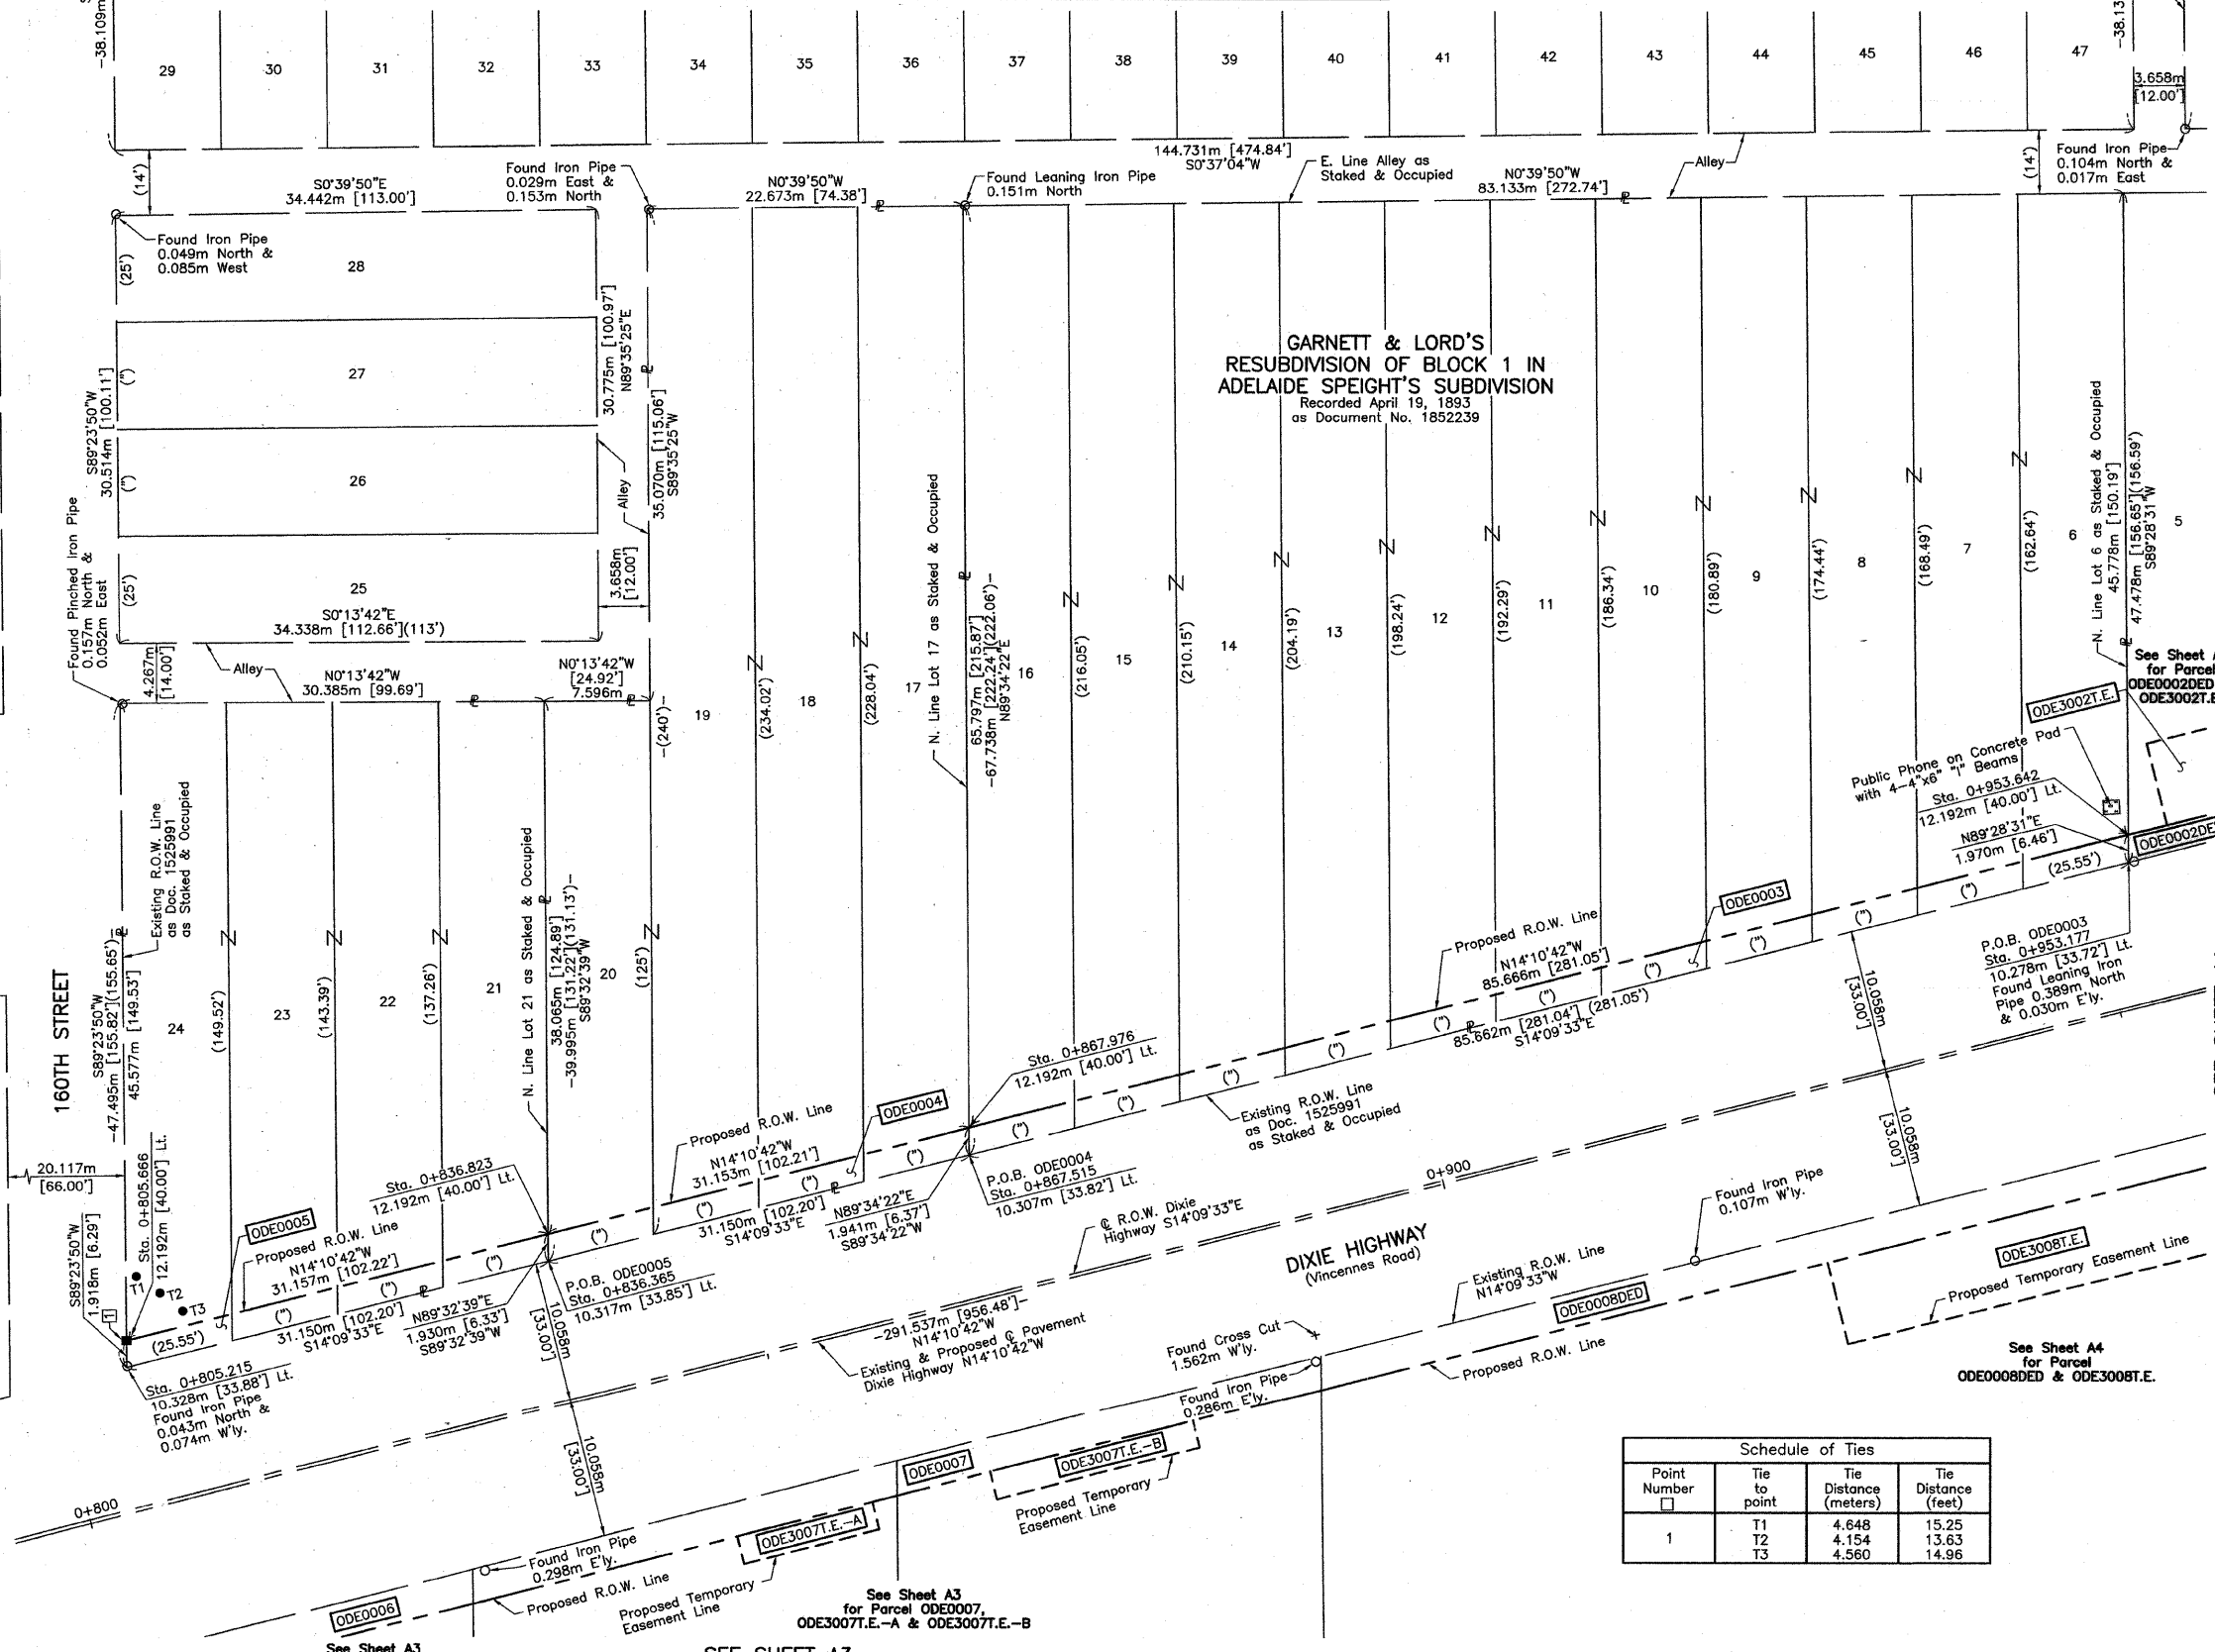 -38.109m
29
30
31
32
33
34
35
36
37
38
39
40
41
42
43
44
45
46
47
-38.13
3.658m
[12.00']
(14')
S0°39'50"E
34.442m [113.00']
Found Iron Pipe
0.029m East &
0.153m North
N0°39'50"W
22.673m [74.38']
Found Leaning Iron Pipe
0.151m North
144.731m [474.84']
S0°37'04"W
E. Line Alley as
Staked & Occupied
N0°39'50"W
83.133m [272.74']
Alley
(14')
Found Iron Pipe
0.104m North &
0.017m East
Found Iron Pipe
0.049m North &
0.085m West
(25')
28
27
26
25
(")
(")
(25')
S89°23'50"W
30.514m [100.11']
30.775m [100.97']
N89°35'25"E
35.070m [115.06']
S89°35'25"W
Alley
3.658m
[12.00']
S0°13'42"E
34.338m [112.66'](113')
Found Pinched Iron Pipe
0.157m North &
0.052m East
4.267m
[14.00']
Alley
N0°13'42"W
30.385m [99.69']
N0°13'42"W
[24.92']
7.596m
GARNETT & LORD'S
RESUBDIVISION OF BLOCK 1 IN
ADELAIDE SPEIGHT'S SUBDIVISION
Recorded April 19, 1893
as Document No. 1852239
-(240')-
19
(234.02')
18
(228.04')
17
N. Line Lot 17 as Staked & Occupied
65.797m [215.87']
-67.738m [222.24'](222.06')-
N89°34'22"E
16
(216.05')
15
(210.15')
14
(204.19')
13
(198.24')
12
(192.29')
11
(186.34')
10
(180.89')
9
(174.44')
8
(168.49')
7
(162.64')
6
N. Line Lot 6 as Staked & Occupied
45.778m [150.19']
47.478m [156.65'](156.59')
S89°28'31"W
5
See Sheet
for Parcel
ODE0002DED
ODE3002T.E
ODE3002T.E.
Public Phone on Concrete Pad
with 4-4"x6" "I" Beams
Sta. 0+953.642
12.192m [40.00'] Lt.
N89°28'31"E
1.970m [6.46']
ODE0002DE
(25.55')
160TH STREET
S89°23'50"W
-47.495m [155.82'](155.65')-
45.577m [149.53']
Existing R.O.W. Line
as Doc. 1525991
as Staked & Occupied
24
(149.52')
23
(143.39')
22
(137.26')
21
N. Line Lot 21 as Staked & Occupied
38.065m [124.89']
-39.995m [131.22'](131.13')-
S89°32'39"W
20
(125')
20.117m
[66.00']
S89°23'50"W
1.918m [6.29']
1
Sta. 0+805.666
12.192m [40.00'] Lt.
T1
T2
T3
ODE0005
Proposed R.O.W. Line
N14°10'42"W
31.157m [102.22']
(25.55')
(")
(")
(")
31.150m [102.20']
S14°09'33"E
Sta. 0+805.215
10.328m [33.88'] Lt.
Found Iron Pipe
0.043m North &
0.074m W'ly.
Sta. 0+836.823
12.192m [40.00'] Lt.
N89°32'39"E
1.930m [6.33']
S89°32'39"W
P.O.B. ODE0005
Sta. 0+836.365
10.317m [33.85'] Lt.
Proposed R.O.W. Line
N14°10'42"W
31.153m [102.21']
ODE0004
(")
(")
(")
(")
31.150m [102.20']
S14°09'33"E
N89°34'22"E
1.941m [6.37']
S89°34'22"W
Sta. 0+867.976
12.192m [40.00'] Lt.
P.O.B. ODE0004
Sta. 0+867.515
10.307m [33.82'] Lt.
(")
(")
(")
(")
(")
(")
(")
(")
(")
(")
Existing R.O.W. Line
as Doc. 1525991
as Staked & Occupied
Proposed R.O.W. Line
N14°10'42"W
85.666m [281.05']
85.662m [281.04'] (281.05')
S14°09'33"E
ODE0003
P.O.B. ODE0003
Sta. 0+953.177
10.278m [33.72'] Lt.
Found Leaning Iron
Pipe 0.389m North
& 0.030m E'ly.
10.058m
[33.00']
10.058m
[33.00']
10.058m
[33.00']
10.058m
[33.00']
℄ R.O.W. Dixie
Highway S14°09'33"E
0+900
DIXIE HIGHWAY
(Vincennes Road)
-291.537m [956.48']-
N14°10'42"W
Existing & Proposed ℄ Pavement
Dixie Highway N14°10'42"W
0+800
Found Iron Pipe
0.107m W'ly.
Existing R.O.W. Line
N14°09'33"W
ODE0008DED
ODE3008T.E.
Proposed Temporary Easement Line
Found Cross Cut
1.562m W'ly.
Found Iron Pipe
0.286m E'ly.
Proposed R.O.W. Line
See Sheet A4
for Parcel
ODE0008DED & ODE3008T.E.
ODE0007
ODE3007T.E.-B
ODE3007T.E.-A
Proposed Temporary
Easement Line
Found Iron Pipe
0.298m E'ly.
Proposed R.O.W. Line
Proposed Temporary
Easement Line
ODE0006
See Sheet A3
for Parcel ODE0007,
ODE3007T.E.-A & ODE3007T.E.-B
See Sheet A3
SEE SHEET A3
Schedule of Ties
Point Number □
Tie to point
Tie Distance (meters)
Tie Distance (feet)
1
T1 4.648 15.25
T2 4.154 13.63
T3 4.560 14.96